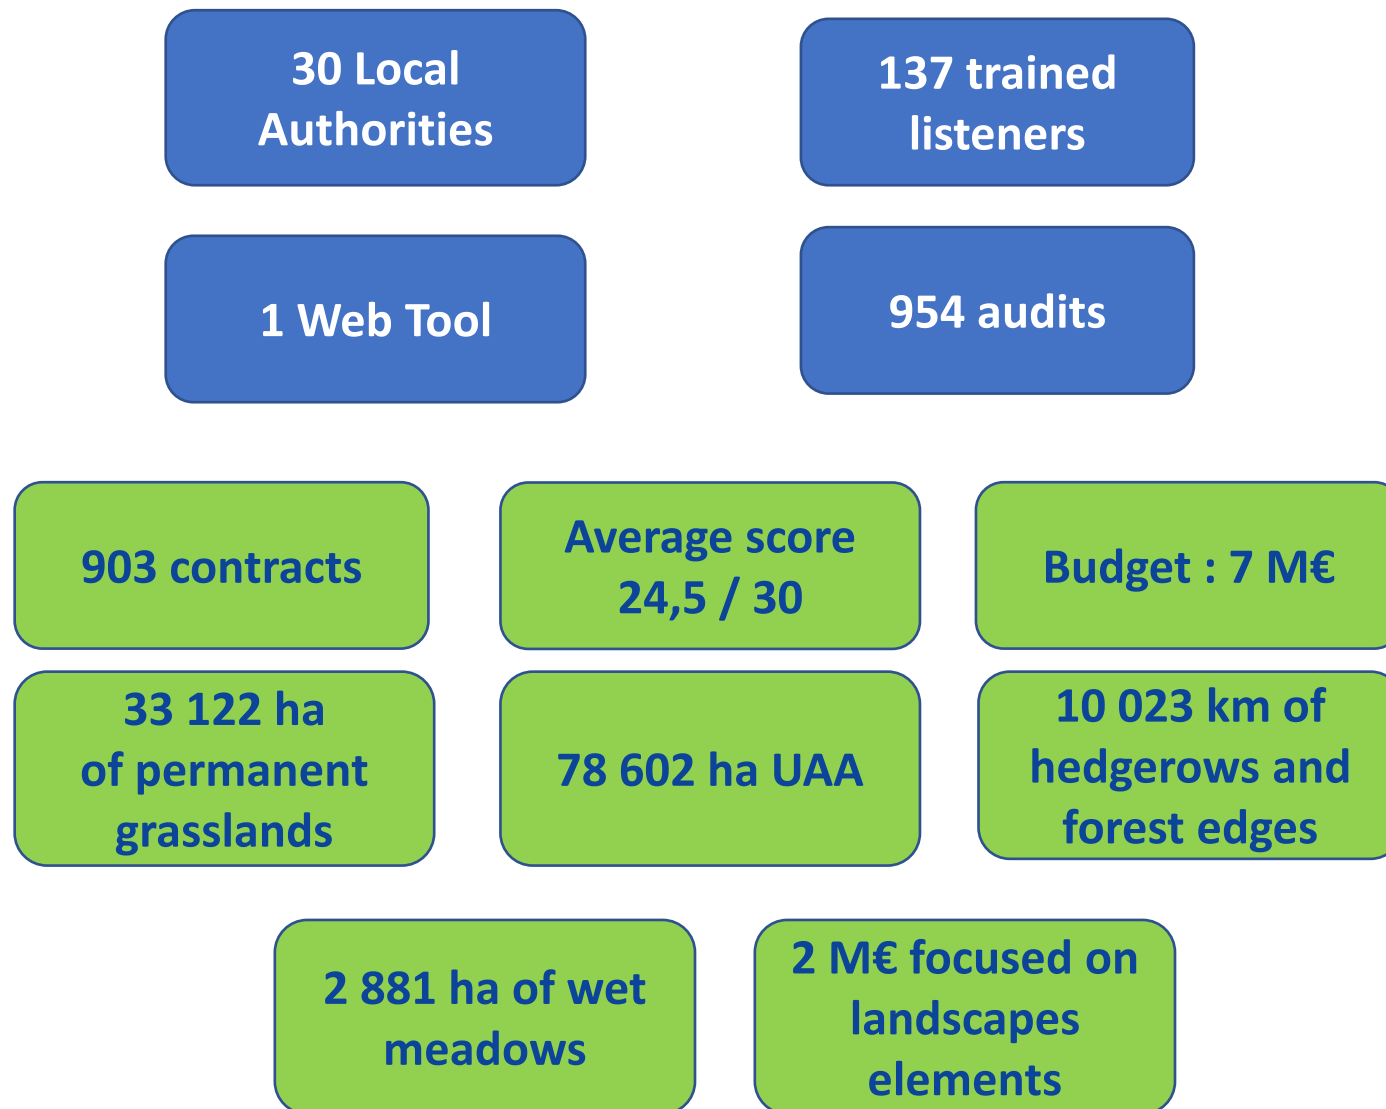 30 Local
Authorities
137 trained
listeners
1 Web Tool
954 audits
903 contracts
Average score
24,5 / 30
Budget : 7 M€
33 122 ha
of permanent
grasslands
78 602 ha UAA
10 023 km of
hedgerows and
forest edges
2 881 ha of wet
meadows
2 M€ focused on
landscapes
elements